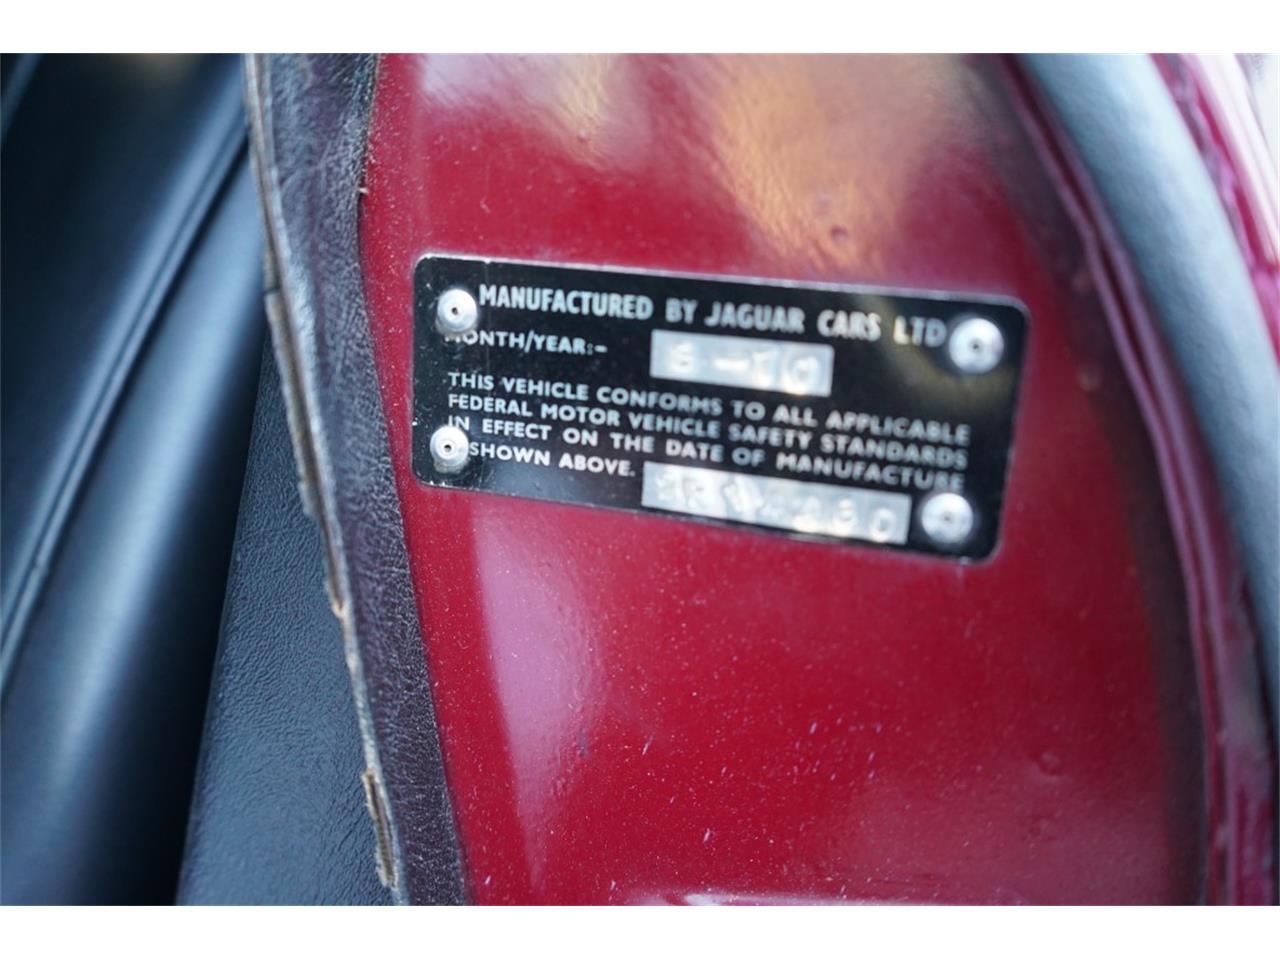 MANUFACTURED BY JAGUAR CARS LTD
MONTH/YEAR:-
THIS VEHICLE CONFORMS TO ALL APPLICABLE
FEDERAL MOTOR VEHICLE SAFETY STANDARDS
IN EFFECT ON THE DATE OF MANUFACTURE
SHOWN ABOVE.